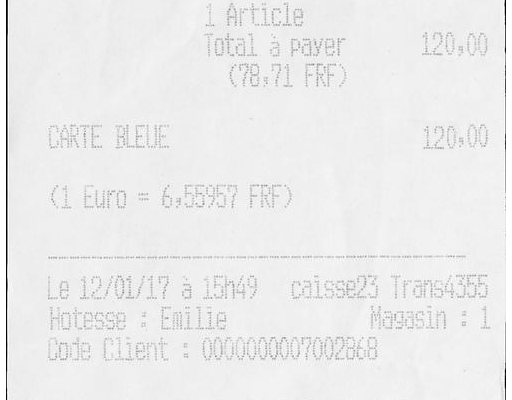 1 Article
Total à payer 120,00
(78,71 FRF)
CARTE BLEUE 120,00
(1 Euro = 6,55957 FRF)
Le 12/01/17 à 15h49 caisse23 Trans4355
Hotesse : Emilie Magasin : 1
Code Client : 0000000007002868